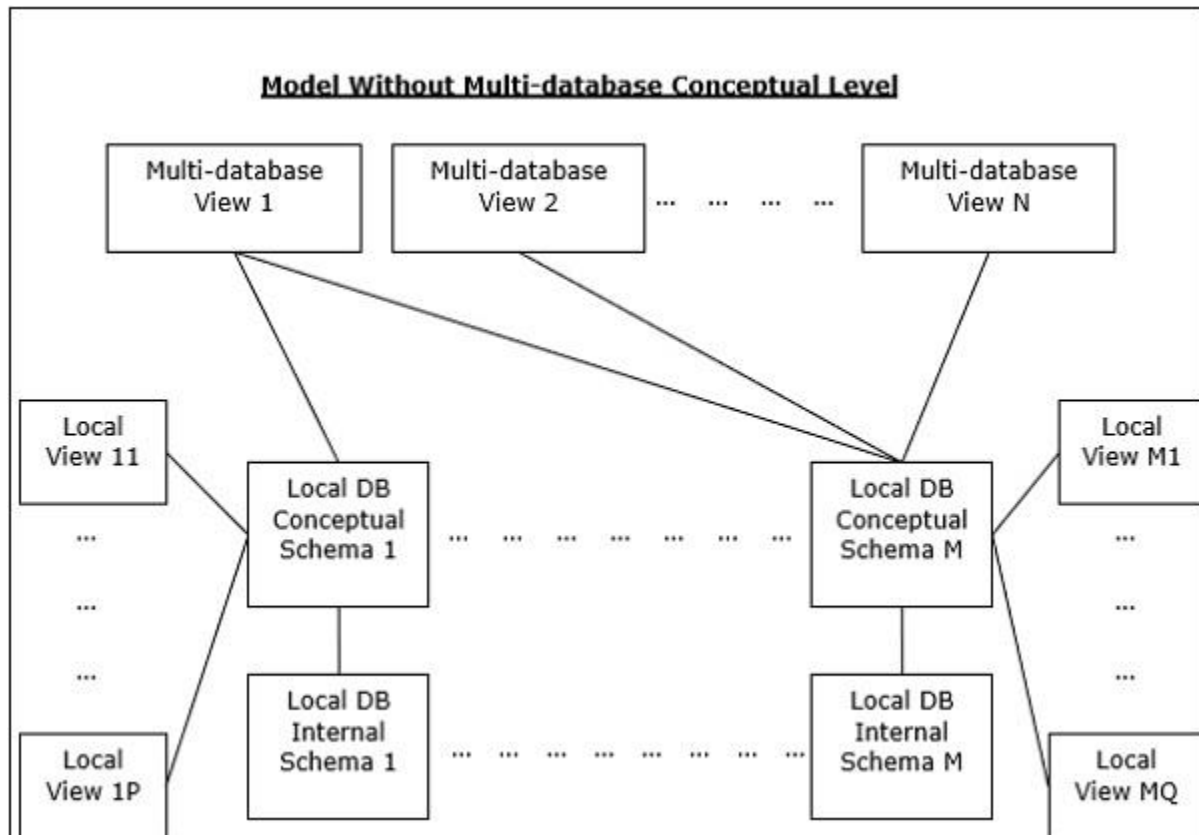 Model Without Multi-database Conceptual Level
Multi-database
View 1
Multi-database
View 2
... ... ... ...
Multi-database
View N
Local
View 11
Local DB
Conceptual
Schema 1
... ... ... ... ... ... ...
Local DB
Conceptual
Schema M
Local
View M1
...
...
...
...
...
...
Local DB
Internal
Schema 1
... ... ... ... ... ... ... ...
Local DB
Internal
Schema M
Local
View 1P
Local
View MQ